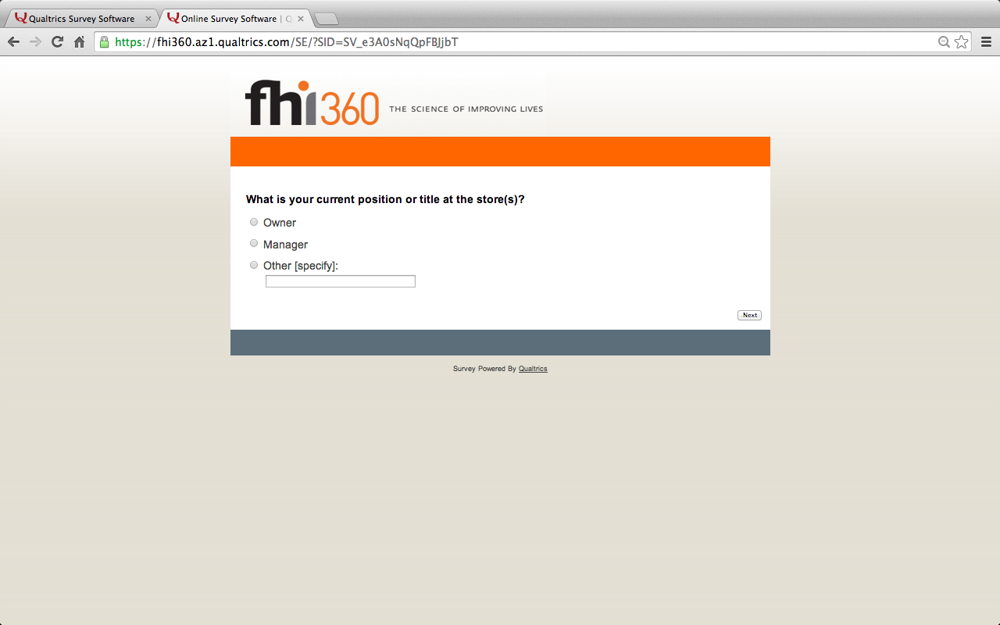 Qualtrics Survey Software
Online Survey Software | Q
https://fhi360.az1.qualtrics.com/SE/?SID=SV_e3A0sNqQpFBJjbT
fhi360 THE SCIENCE OF IMPROVING LIVES
What is your current position or title at the store(s)?
Owner
Manager
Other [specify]:
Next
Survey Powered By Qualtrics